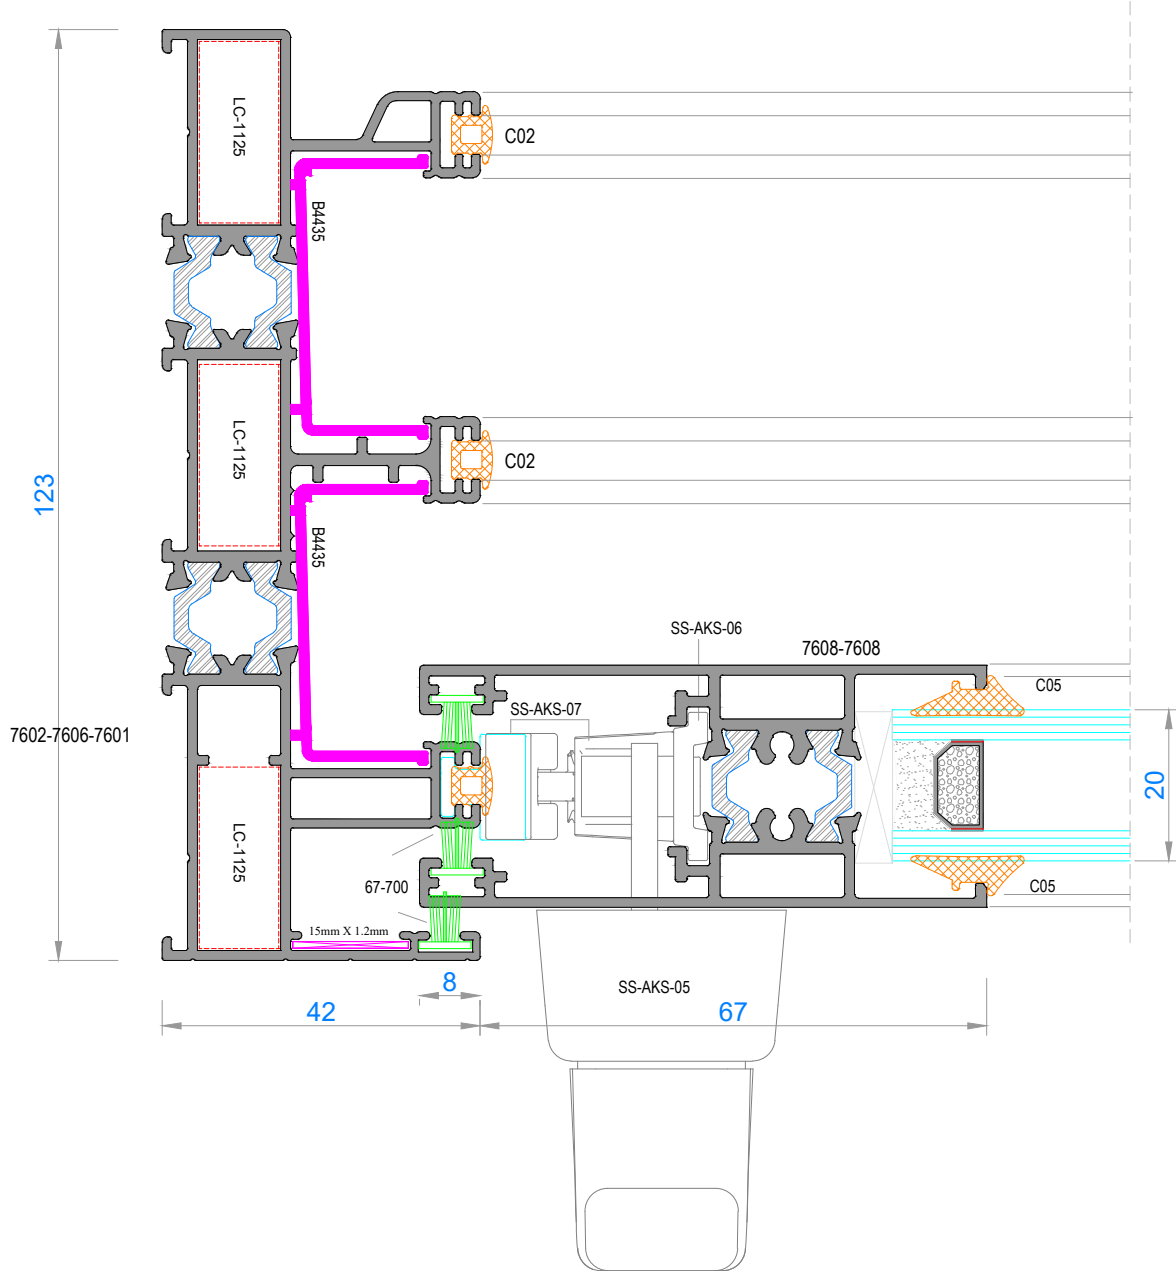 LC-1125
C02
B4435
LC-1125
C02
123
B4435
SS-AKS-06
7608-7608
C05
SS-AKS-07
7602-7606-7601
20
LC-1125
67-700
C05
15mm X 1.2mm
8
SS-AKS-05
42
67